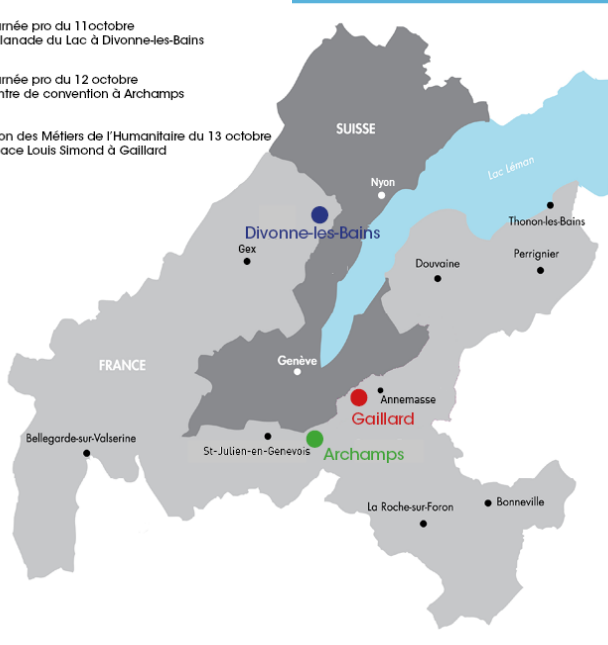 rnée pro du 11octobre
lanade du Lac à Divonne-les-Bains
rnée pro du 12 octobre
ntre de convention à Archamps
on des Métiers de l'Humanitaire du 13 octobre
ace Louis Simond à Gaillard
SUISSE
Lac Léman
Nyon
Thonon-les-Bains
Divonne-les-Bains
Gex
Perrignier
Douvaine
Genève
FRANCE
Annemasse
Gaillard
Bellegarde-sur-Valserine
St-Julien-en-Genevois
Archamps
Bonneville
La Roche-sur-Foron